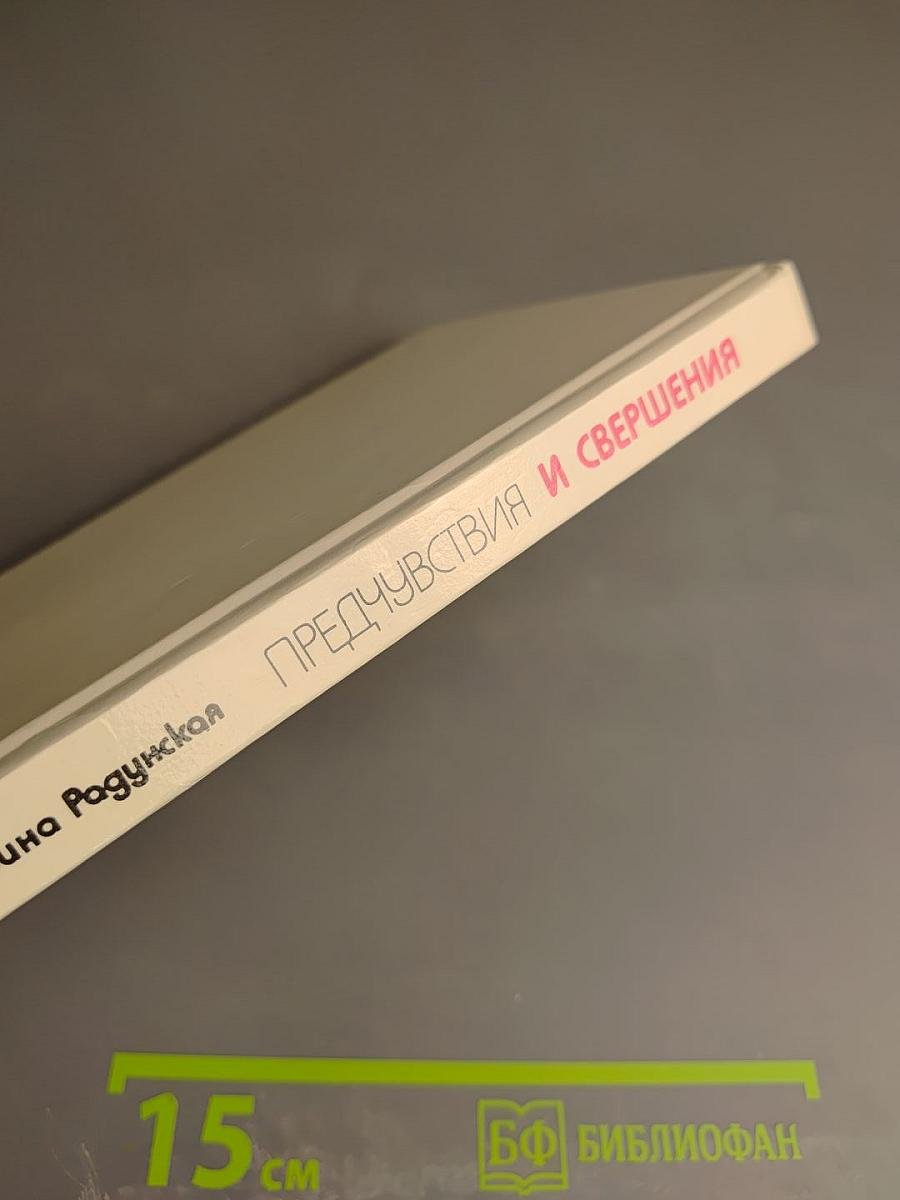 ина Радунская
ПРЕДЧУВСТВИЯ И СВЕРШЕНИЯ
15 см
БФ БИБЛИОФАН